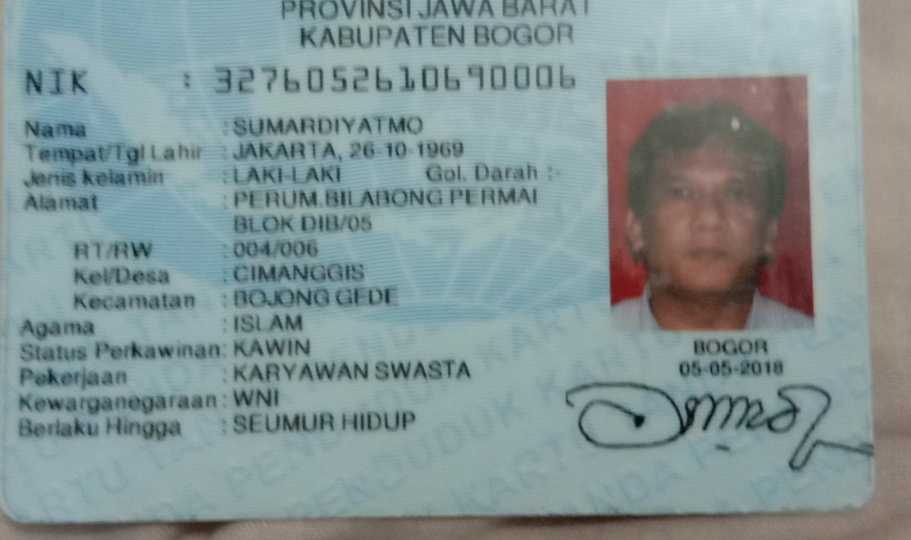 PROVINSI JAWA BARAT
KABUPATEN BOGOR
NIK : 3276052610690006
Nama : SUMARDIYATMO
Tempat/Tgl Lahir : JAKARTA, 26-10-1969
Jenis kelamin : LAKI-LAKI Gol. Darah :-
Alamat : PERUM.BILABONG PERMAI
BLOK DIB/05
RT/RW : 004/006
Kel/Desa : CIMANGGIS
Kecamatan : BOJONG GEDE
Agama : ISLAM
Status Perkawinan: KAWIN
Pekerjaan : KARYAWAN SWASTA
Kewarganegaraan : WNI
Berlaku Hingga : SEUMUR HIDUP
BOGOR
05-05-2018